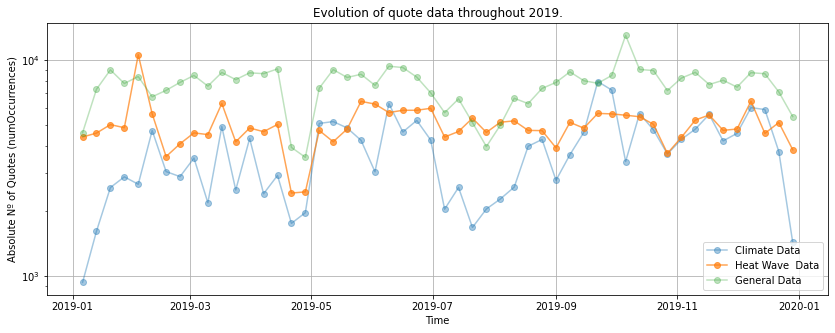 Evolution of quote data throughout 2019.
Absolute Nº of Quotes (numOccurrences)
10⁴
10³
2019-01 2019-03 2019-05 2019-07 2019-09 2019-11 2020-01
Time
Climate Data
Heat Wave  Data
General Data